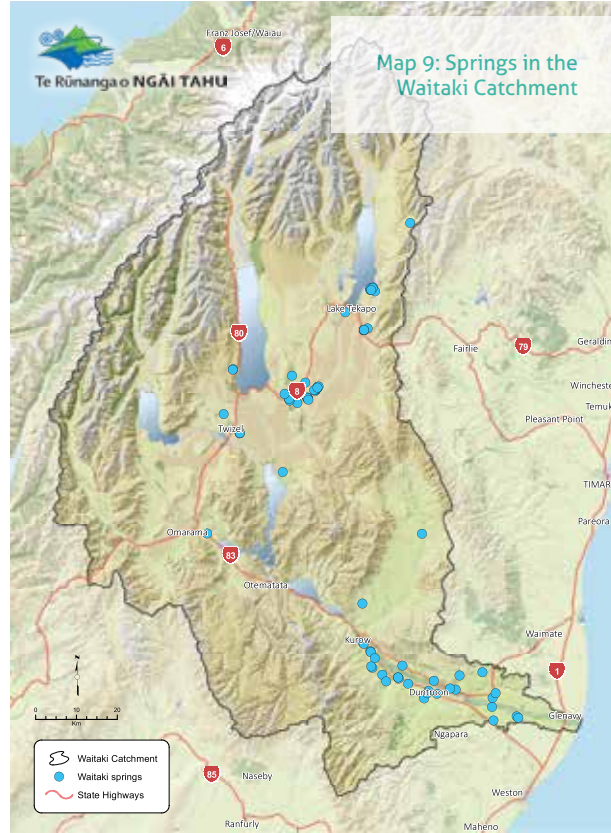 Franz Josef/Waiau
6
Te Rūnanga o NGĀI TAHU
Map 9: Springs in the
Waitaki Catchment
Lake Tekapo
80
79
Fairlie
Geraldin
8
Wincheste
Temuk
Pleasant Point
Twizel
TIMAR
Pareora
Omarama
83
Otematata
Kurow
Waimate
N
1
0
10
20
Km
Duntroon
Glenavy
Ngapara
Waitaki Catchment
Waitaki springs
State Highways
85
Naseby
Weston
Ranfurly
Maheno